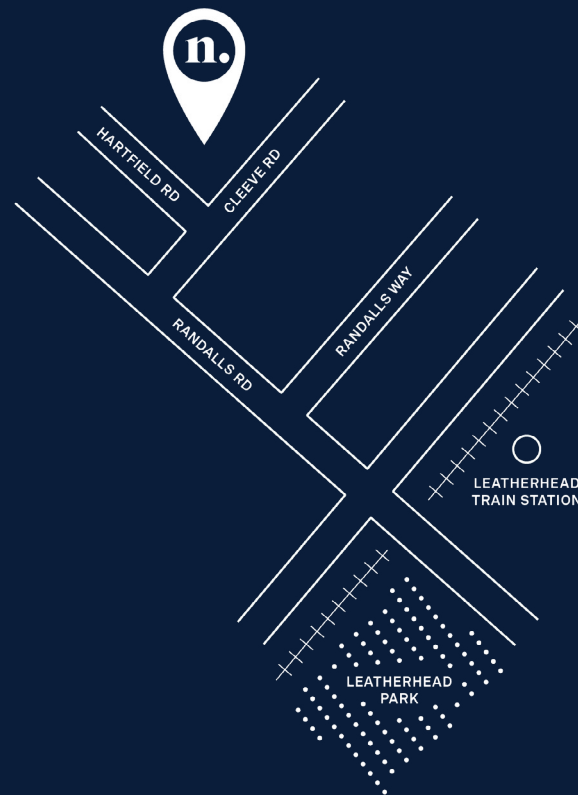 n.
HARTFIELD RD
CLEEVE RD
RANDALLS WAY
RANDALLS RD
LEATHERHEAD
TRAIN STATION
LEATHERHEAD
PARK